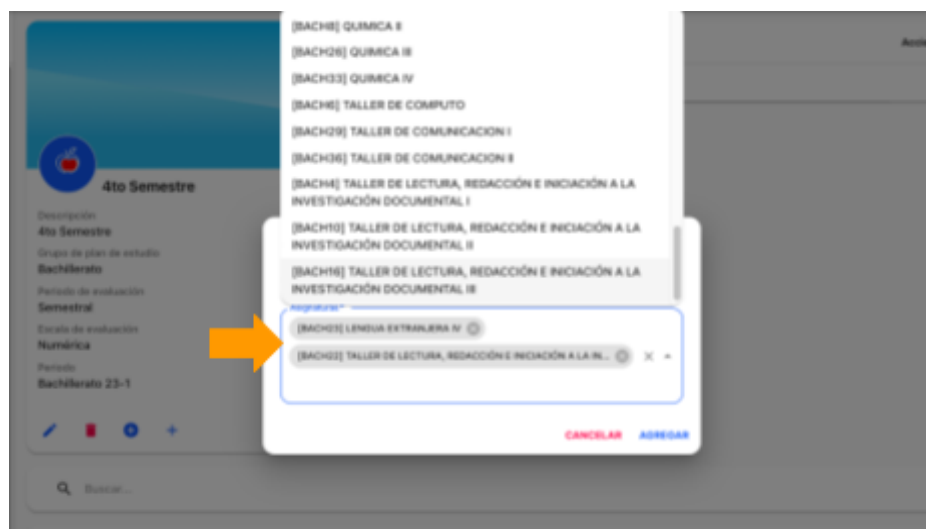 [BACH8] QUIMICA II
[BACH26] QUIMICA III
[BACH33] QUIMICA IV
[BACH6] TALLER DE COMPUTO
[BACH29] TALLER DE COMUNICACION I
[BACH36] TALLER DE COMUNICACION II
[BACH4] TALLER DE LECTURA, REDACCIÓN E INICIACIÓN A LA
INVESTIGACIÓN DOCUMENTAL I
[BACH10] TALLER DE LECTURA, REDACCIÓN E INICIACIÓN A LA
INVESTIGACIÓN DOCUMENTAL II
[BACH16] TALLER DE LECTURA, REDACCIÓN E INICIACIÓN A LA
INVESTIGACIÓN DOCUMENTAL III
Asignaturas *
[BACH23] LENGUA EXTRANJERA IV
[BACH22] TALLER DE LECTURA, REDACCIÓN E INICIACIÓN A LA IN...
CANCELAR AGREGAR
4to Semestre
Descripción
4to Semestre
Grupo de plan de estudio
Bachillerato
Periodo de evaluación
Semestral
Escala de evaluación
Numérica
Periodo
Bachillerato 23-1
Buscar...